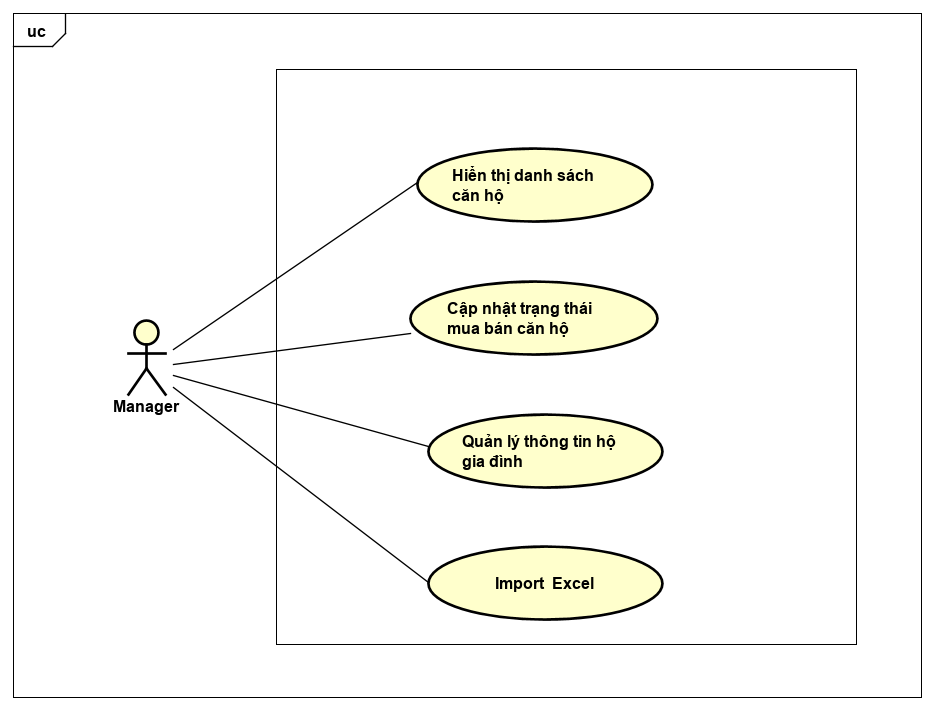 uc
Hiển thị danh sách
căn hộ
Cập nhật trạng thái
mua bán căn hộ
Manager
Quản lý thông tin hộ
gia đình
Import  Excel